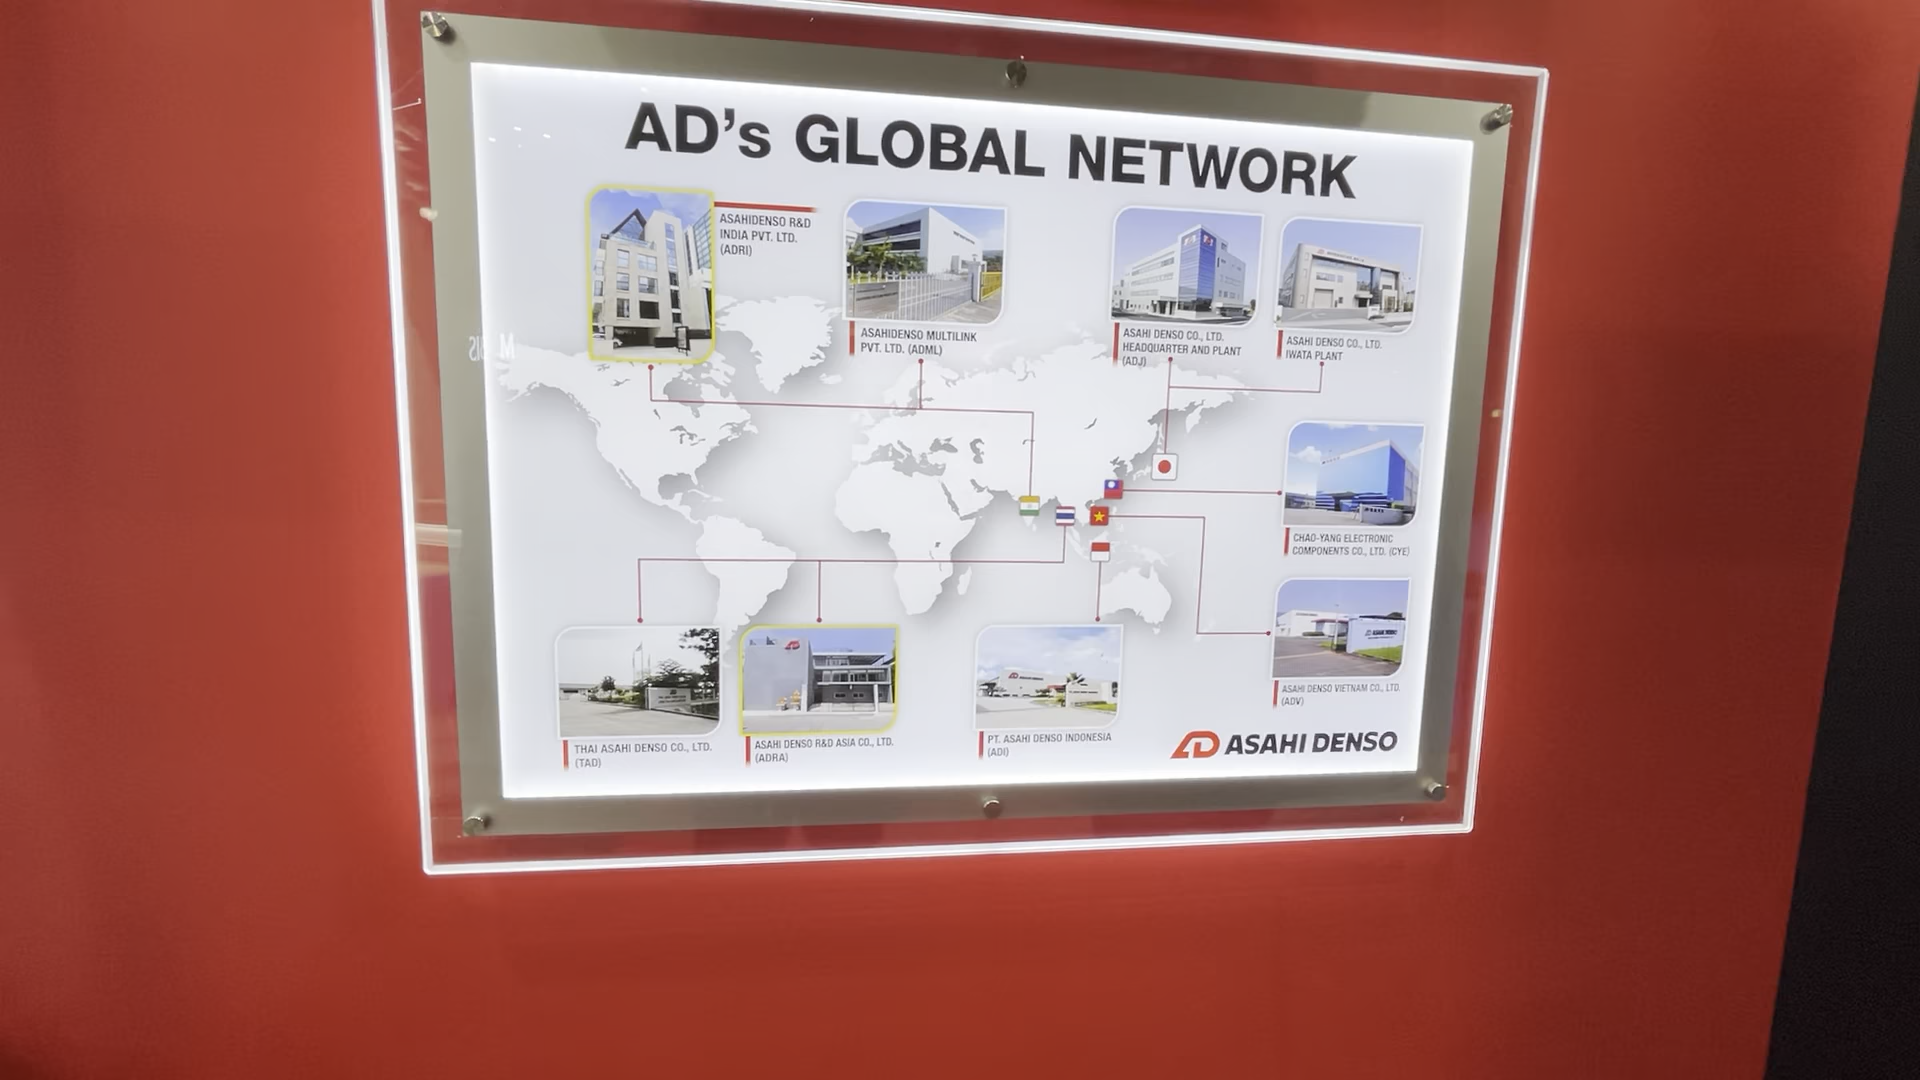 AD's GLOBAL NETWORK
ASAHIDENSO R&D
INDIA PVT. LTD.
(ADRI)
ASAHIDENSO MULTILINK
PVT. LTD. (ADML)
ASAHI DENSO CO., LTD.
HEADQUARTER AND PLANT
(ADJ)
ASAHI DENSO CO., LTD.
IWATA PLANT
CHAO-YANG ELECTRONIC
COMPONENTS CO., LTD. (CYE)
ASAHI DENSO VIETNAM CO., LTD.
(ADV)
THAI ASAHI DENSO CO., LTD.
(TAD)
ASAHI DENSO R&D ASIA CO., LTD.
(ADRA)
PT. ASAHI DENSO INDONESIA
(ADI)
AD ASAHI DENSO